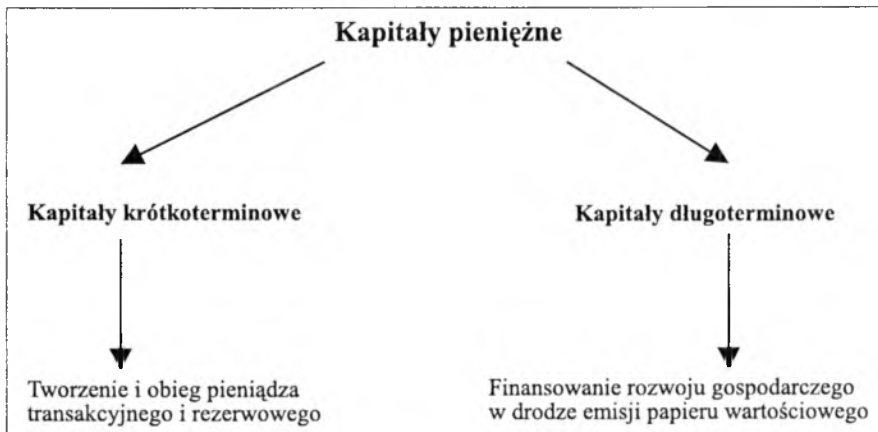 Kapitały pieniężne
Kapitały krótkoterminowe
Kapitały długoterminowe
Tworzenie i obieg pieniądza
transakcyjnego i rezerwowego
Finansowanie rozwoju gospodarczego
w drodze emisji papieru wartościowego